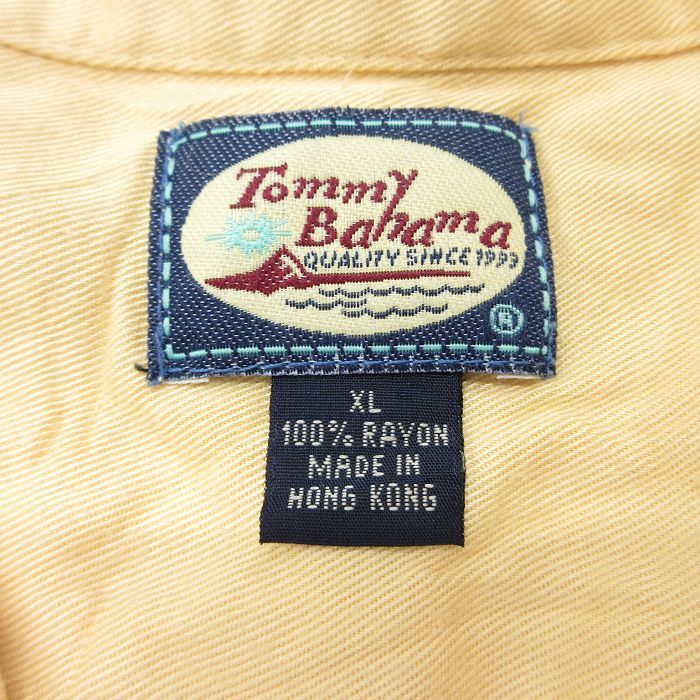 Tommy
Bahama
QUALITY SINCE 1993
®
XL
100% RAYON
MADE IN
HONG KONG